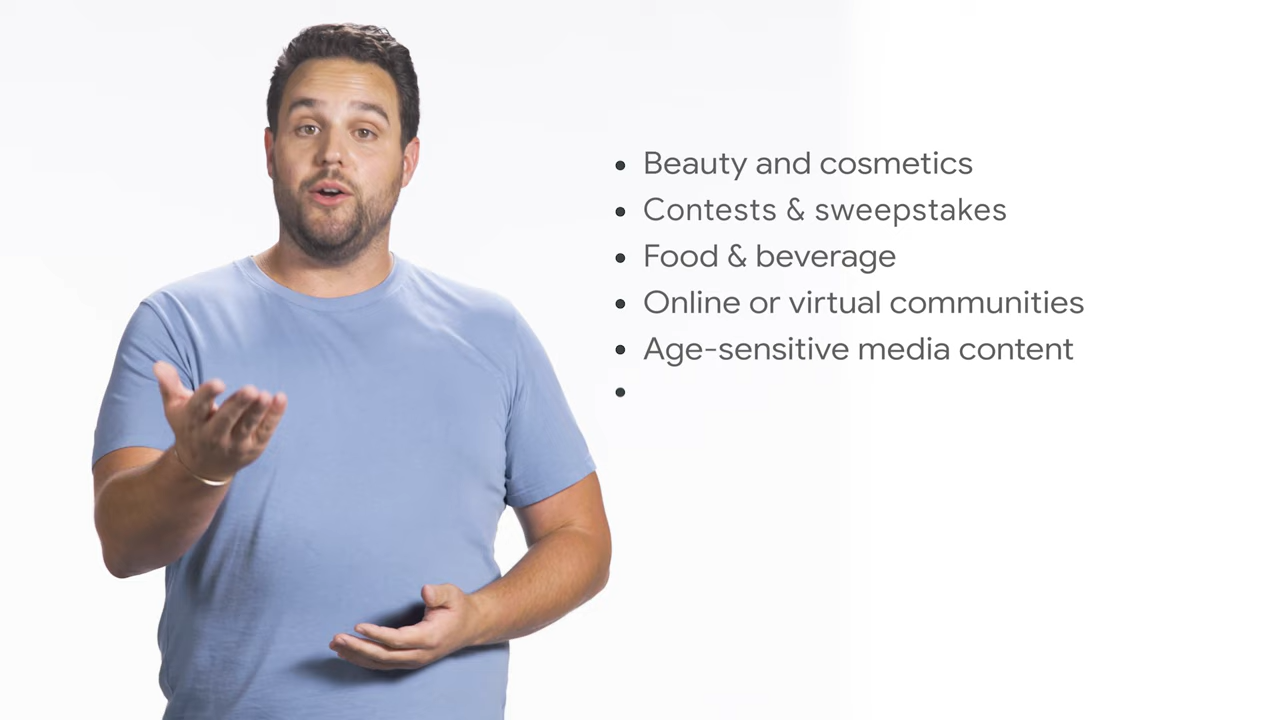 Beauty and cosmetics
Contests & sweepstakes
Food & beverage
Online or virtual communities
Age-sensitive media content